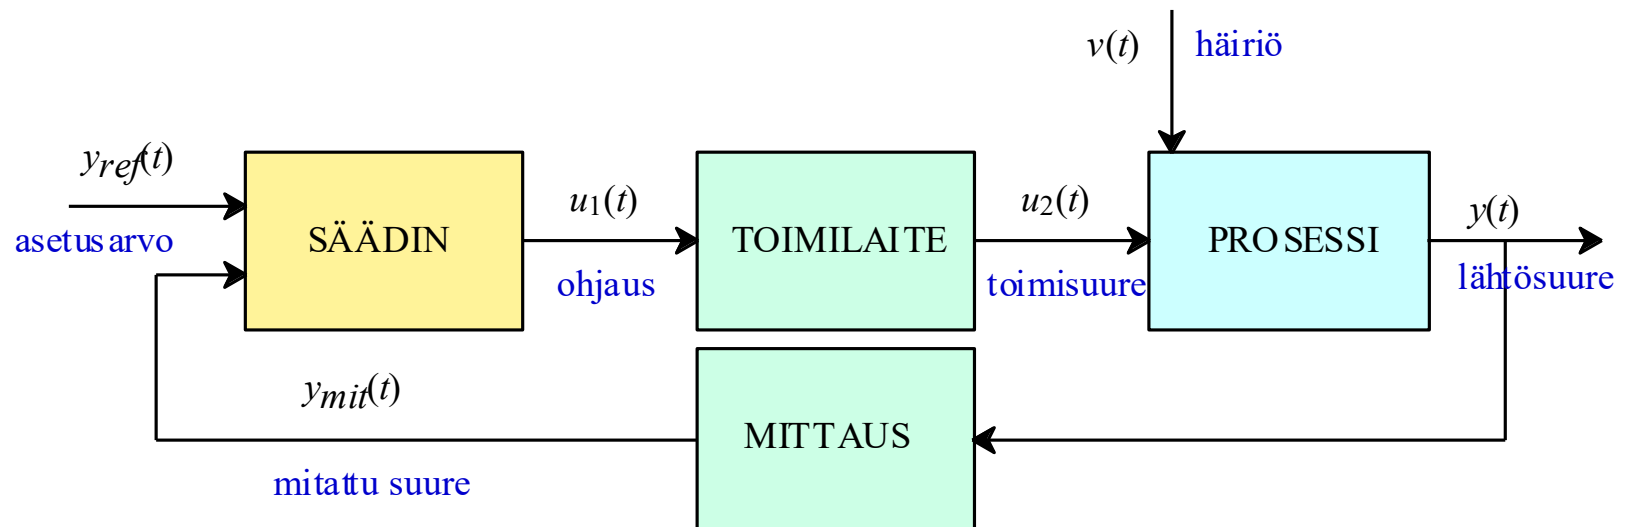 v(t) häiriö
yref(t)
asetusarvo
SÄÄDIN
u1(t)
ohjaus
TOIMILAITE
u2(t)
toimisuure
PROSESSI
y(t)
lähtösuure
ymit(t)
mitattu suure
MITTAUS